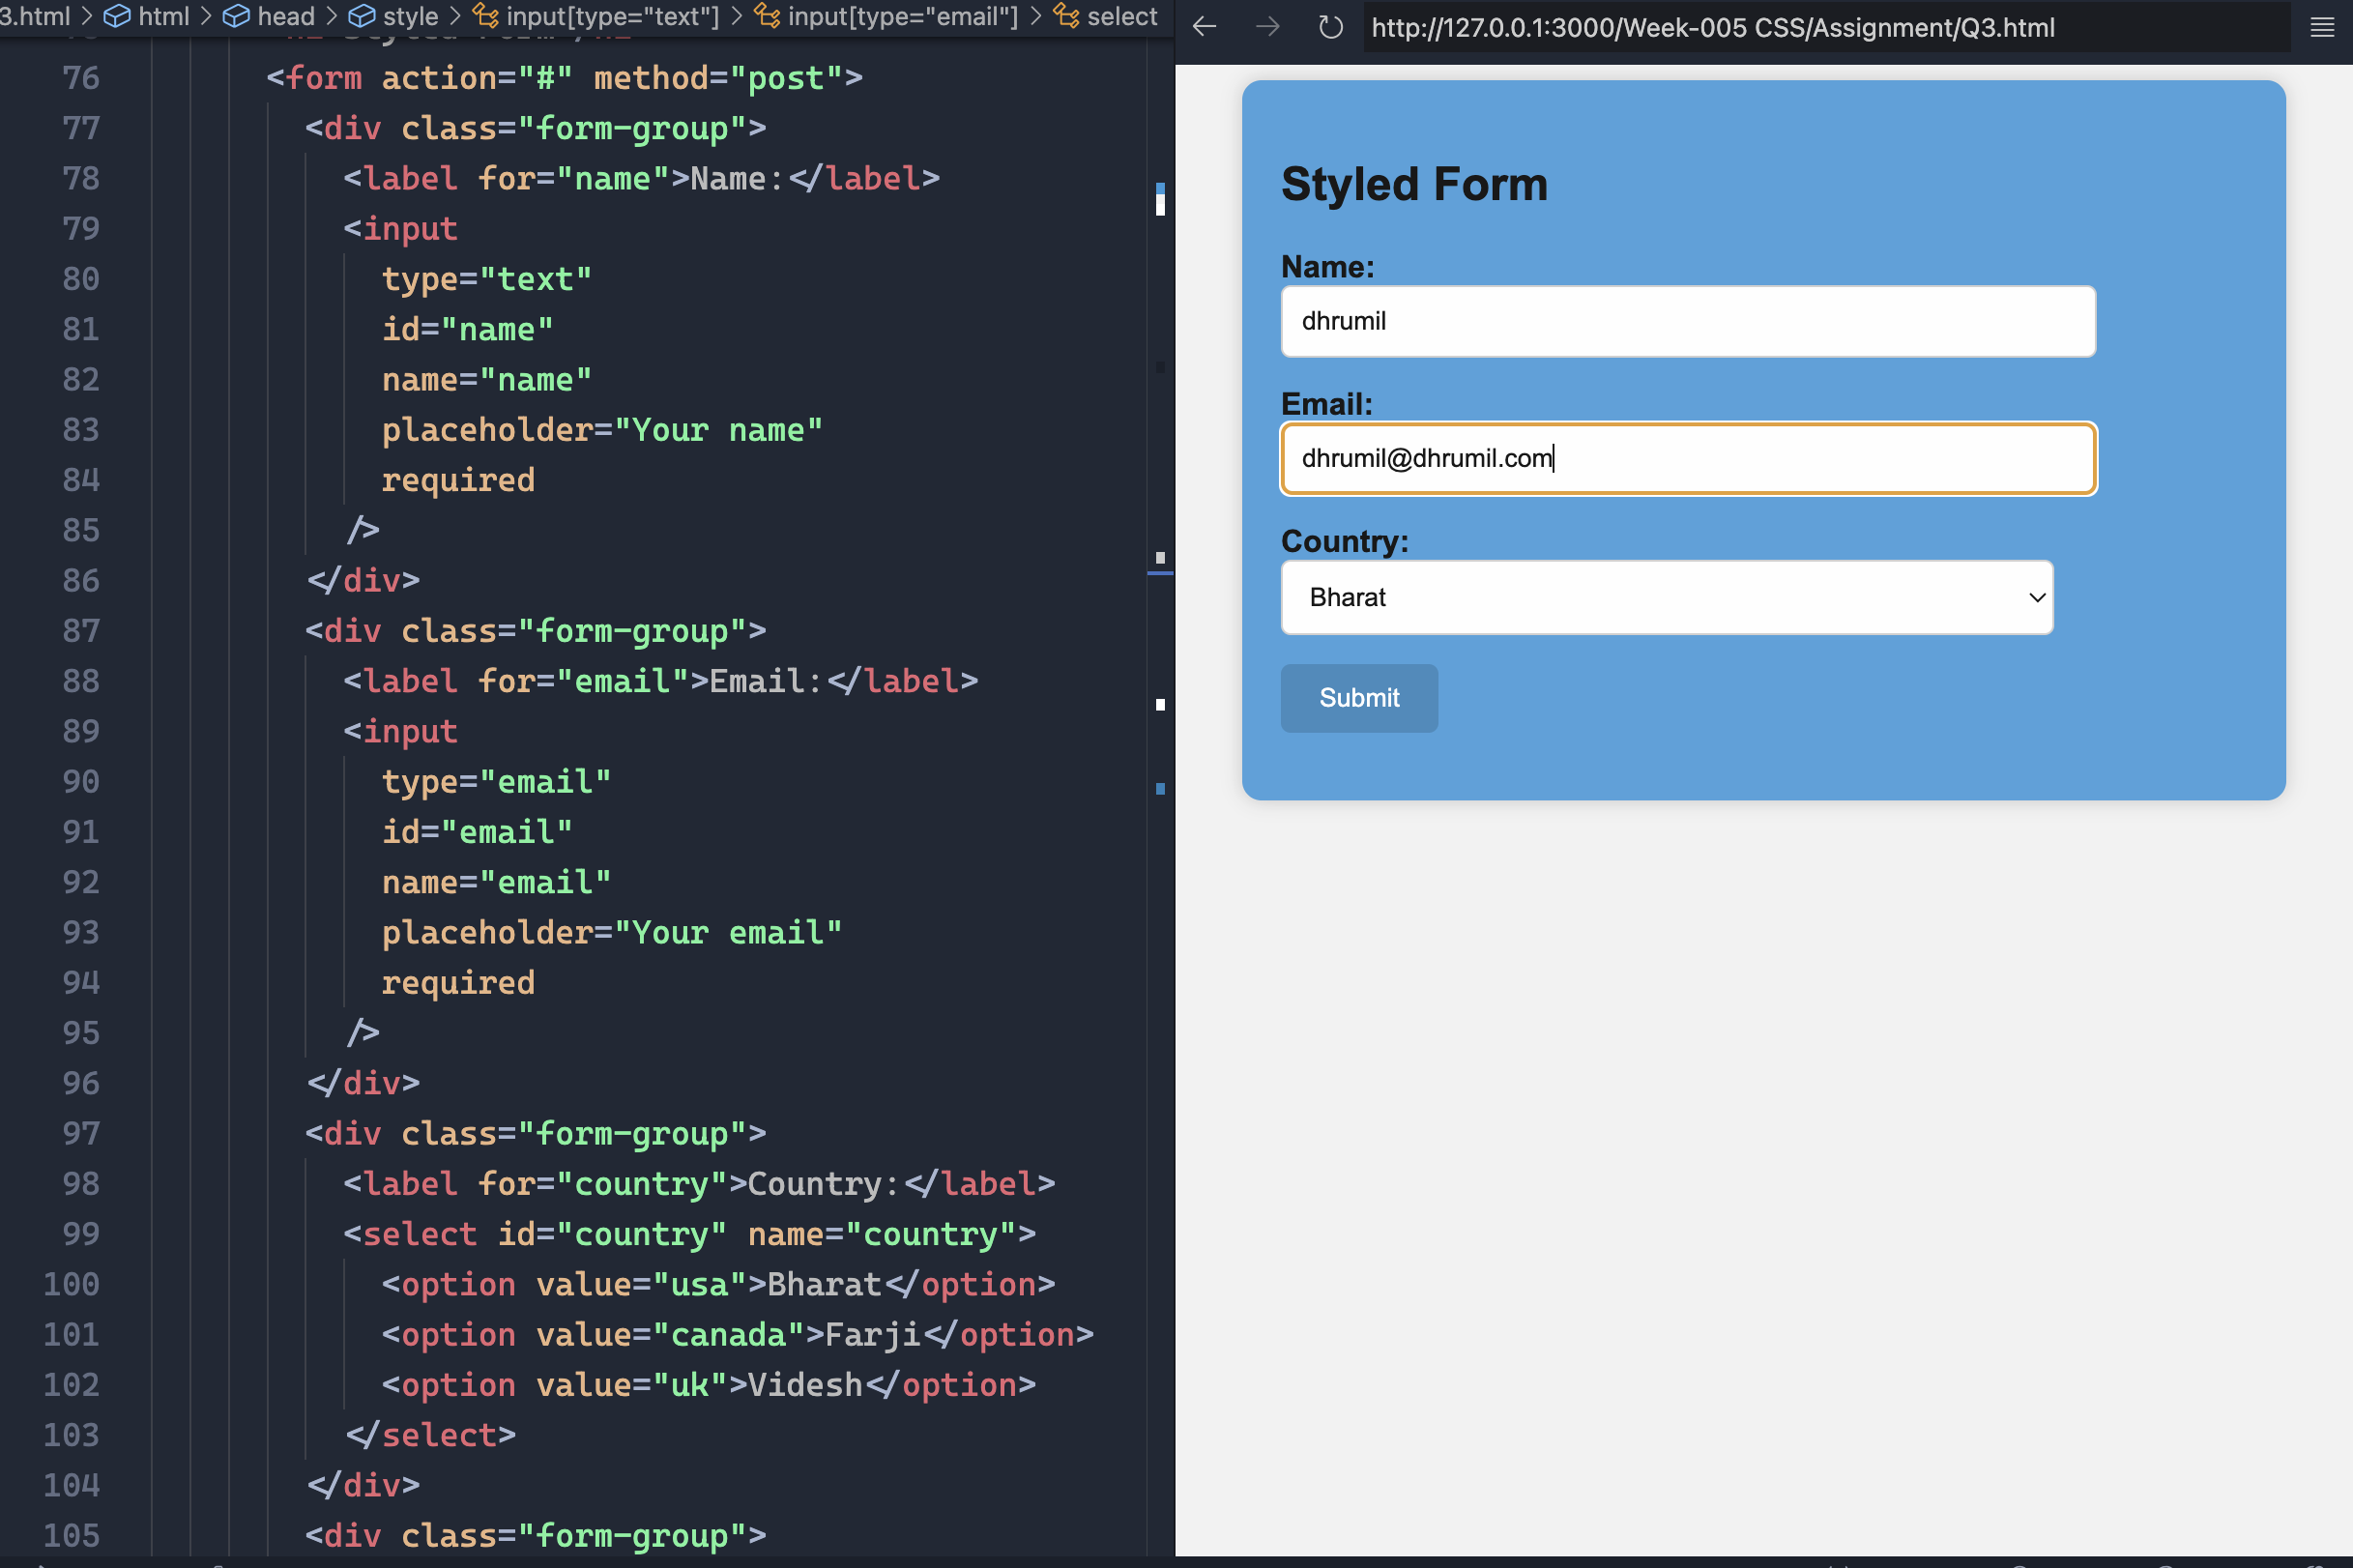 3.html > html > head > style > input[type="text"] > input[type="email"] > select
76 <form action="#" method="post">
77 <div class="form-group">
78 <label for="name">Name:</label>
79 <input
80 type="text"
81 id="name"
82 name="name"
83 placeholder="Your name"
84 required
85 />
86 </div>
87 <div class="form-group">
88 <label for="email">Email:</label>
89 <input
90 type="email"
91 id="email"
92 name="email"
93 placeholder="Your email"
94 required
95 />
96 </div>
97 <div class="form-group">
98 <label for="country">Country:</label>
99 <select id="country" name="country">
100 <option value="usa">Bharat</option>
101 <option value="canada">Farji</option>
102 <option value="uk">Videsh</option>
103 </select>
104 </div>
105 <div class="form-group">
http://127.0.0.1:3000/Week-005 CSS/Assignment/Q3.html
Styled Form
Name:
dhrumil
Email:
dhrumil@dhrumil.com
Country:
Bharat
Submit